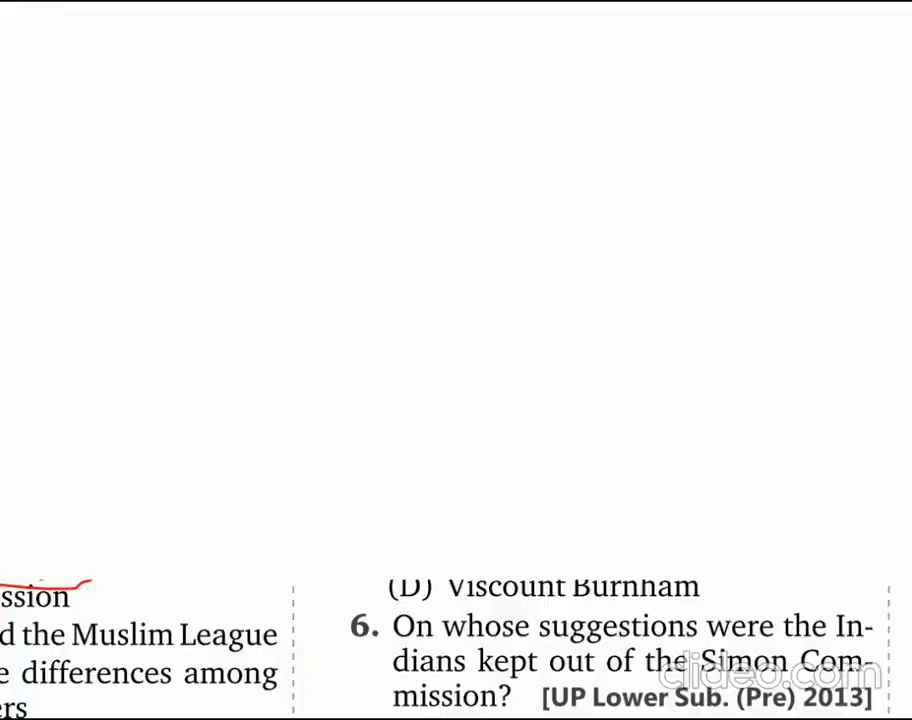 ssion
d the Muslim League
e differences among
ers
(D) Viscount Burnham
6. On whose suggestions were the In-
dians kept out of the Simon Com-
mission? [UP Lower Sub. (Pre) 2013]
clideo.com